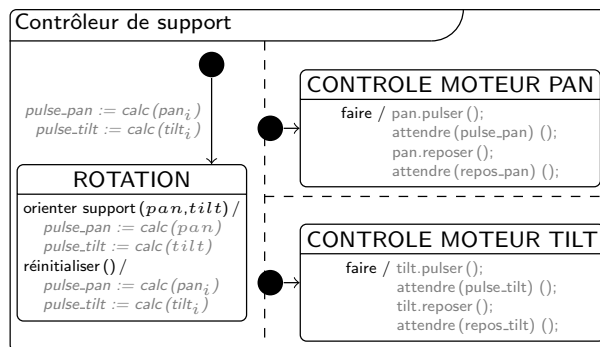 Contrôleur de support
pulse_pan := calc(pan_i)
pulse_tilt := calc(tilt_i)
ROTATION
orienter support(pan,tilt)/
pulse_pan := calc(pan)
pulse_tilt := calc(tilt)
réinitialiser()/
pulse_pan := calc(pan_i)
pulse_tilt := calc(tilt_i)
CONTROLE MOTEUR PAN
faire / pan.pulser();
attendre(pulse_pan)();
pan.reposer();
attendre(repos_pan)();
CONTROLE MOTEUR TILT
faire / tilt.pulser();
attendre(pulse_tilt)();
tilt.reposer();
attendre(repos_tilt)();